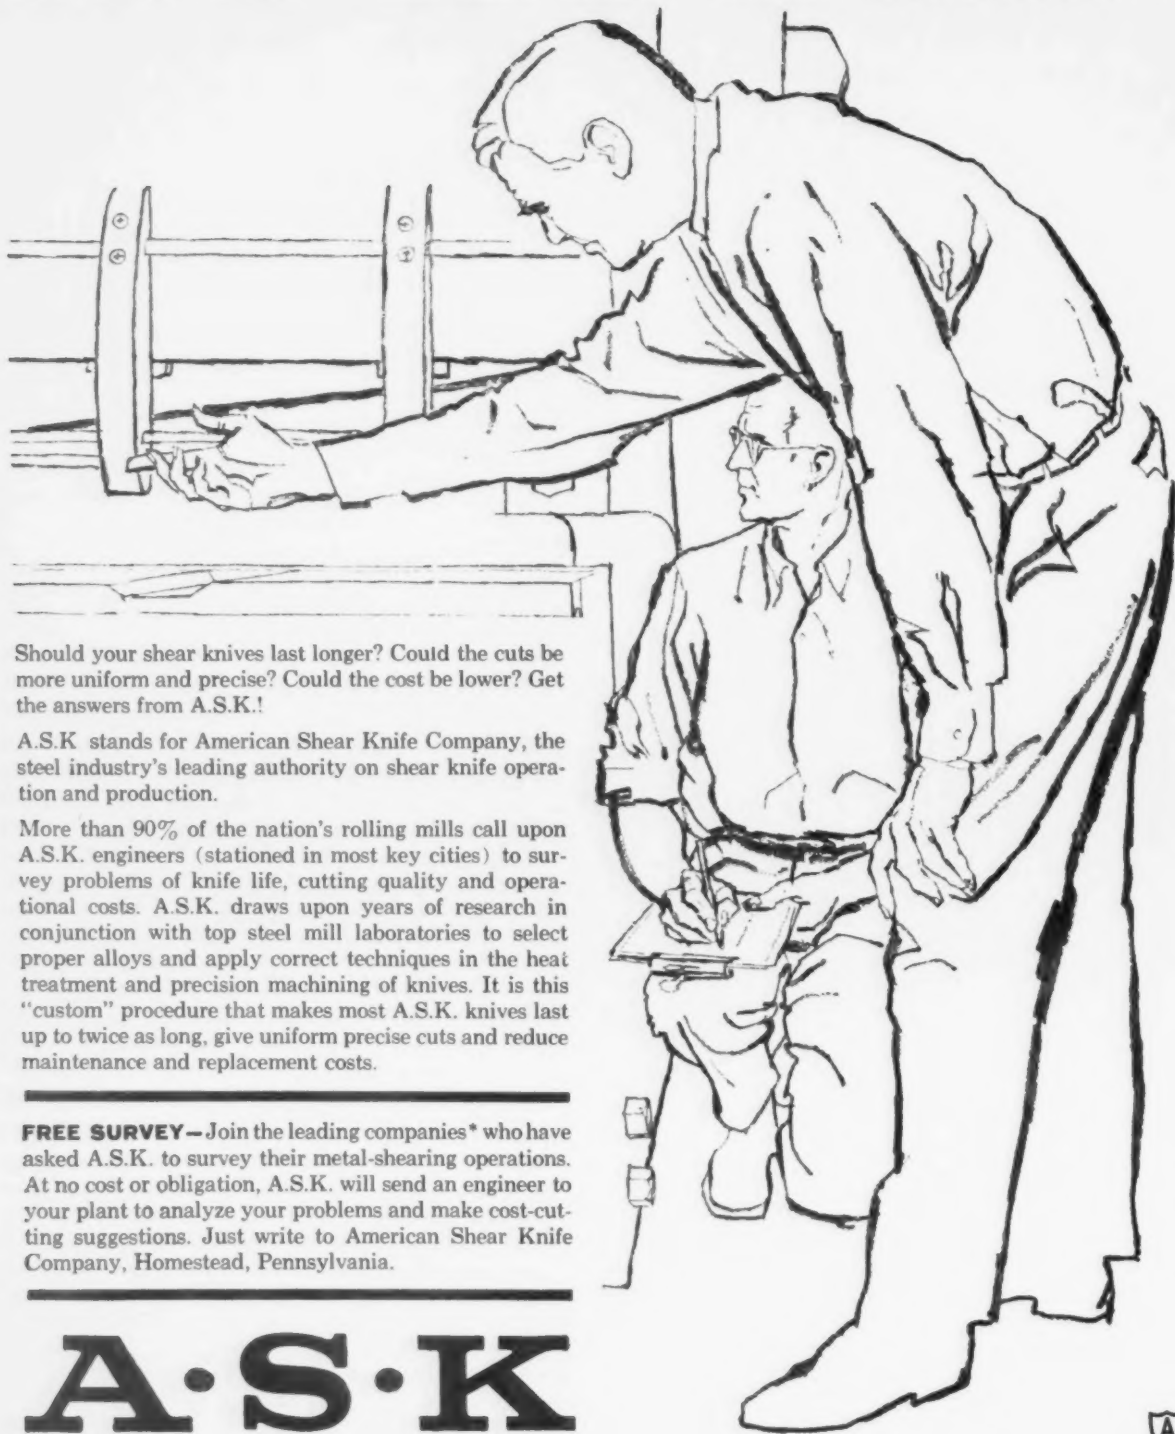 Should your shear knives last longer? Could the cuts be
more uniform and precise? Could the cost be lower? Get
the answers from A.S.K.!
A.S.K stands for American Shear Knife Company, the
steel industry's leading authority on shear knife opera-
tion and production.
More than 90% of the nation's rolling mills call upon
A.S.K. engineers (stationed in most key cities) to sur-
vey problems of knife life, cutting quality and opera-
tional costs. A.S.K. draws upon years of research in
conjunction with top steel mill laboratories to select
proper alloys and apply correct techniques in the heat
treatment and precision machining of knives. It is this
"custom" procedure that makes most A.S.K. knives last
up to twice as long, give uniform precise cuts and reduce
maintenance and replacement costs.
FREE SURVEY—Join the leading companies* who have
asked A.S.K. to survey their metal-shearing operations.
At no cost or obligation, A.S.K. will send an engineer to
your plant to analyze your problems and make cost-cut-
ting suggestions. Just write to American Shear Knife
Company, Homestead, Pennsylvania.
A·S·K
A